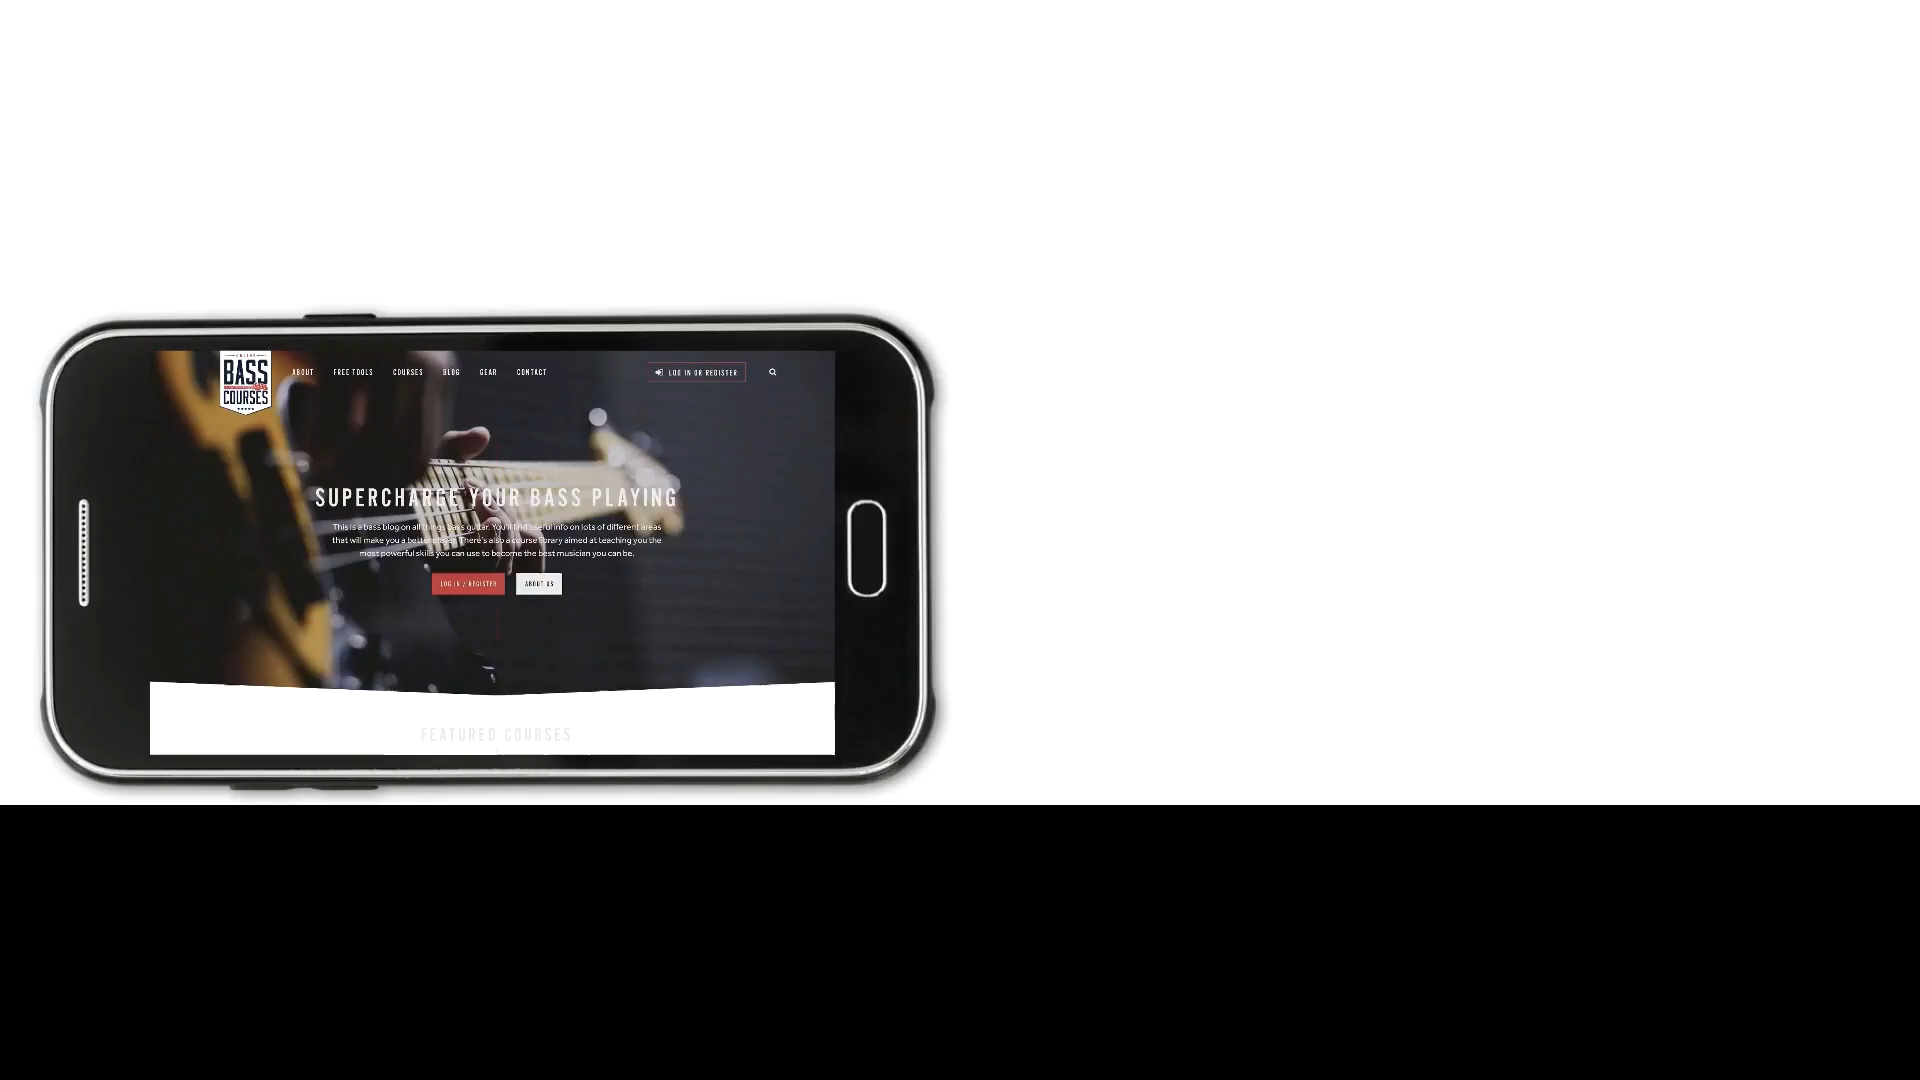 BASS
COURSES
ABOUT
FREE TOOLS
COURSES
BLOG
GEAR
CONTACT
LOG IN OR REGISTER
SUPERCHARGE YOUR BASS PLAYING
This is a bass blog on all things bass guitar. You'll find useful info on lots of different areas
that will make you a better player. There's also a course library aimed at teaching you the
most powerful skills you can use to become the best musician you can be.
LOG IN / REGISTER
ABOUT US
FEATURED COURSES